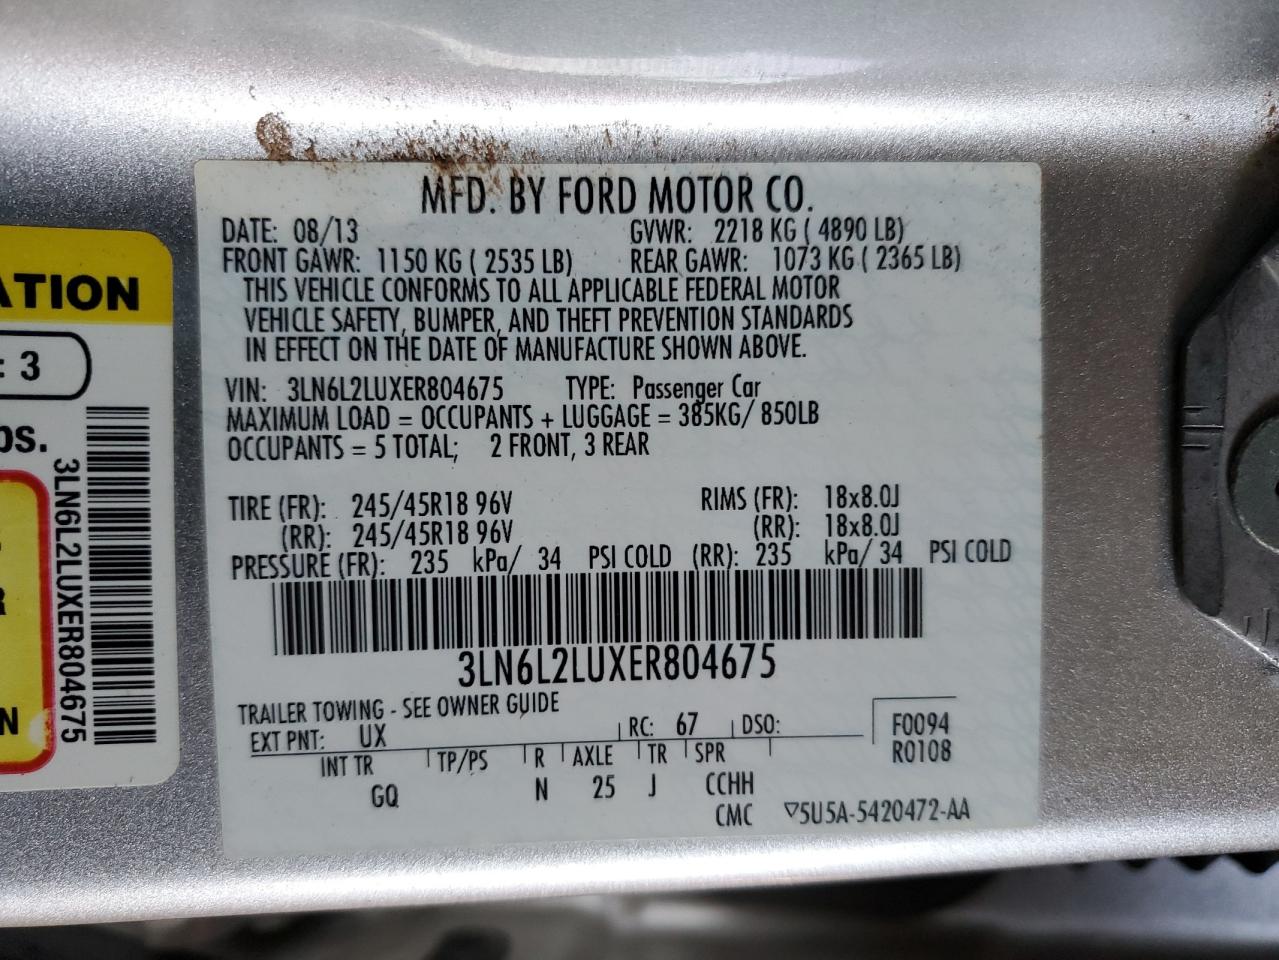 MFD. BY FORD MOTOR CO.
DATE: 08/13 GVWR: 2218 KG ( 4890 LB)
FRONT GAWR: 1150 KG ( 2535 LB) REAR GAWR: 1073 KG ( 2365 LB)
THIS VEHICLE CONFORMS TO ALL APPLICABLE FEDERAL MOTOR
VEHICLE SAFETY, BUMPER, AND THEFT PREVENTION STANDARDS
IN EFFECT ON THE DATE OF MANUFACTURE SHOWN ABOVE.
VIN: 3LN6L2LUXER804675 TYPE: Passenger Car
MAXIMUM LOAD = OCCUPANTS + LUGGAGE = 385KG/ 850LB
OCCUPANTS = 5 TOTAL; 2 FRONT, 3 REAR
TIRE (FR): 245/45R18 96V RIMS (FR): 18x8.0J
(RR): 245/45R18 96V (RR): 18x8.0J
PRESSURE (FR): 235 kPa/ 34 PSI COLD (RR): 235 kPa/ 34 PSI COLD
3LN6L2LUXER804675
TRAILER TOWING - SEE OWNER GUIDE
EXT PNT: UX RC: 67 DSO: F0094
INT TR TP/PS R AXLE TR SPR R0108
GQ N 25 J CCHH
CMC ▽5U5A-5420472-AA
ATION
: 3
bs.
3LN6L2LUXER804675
R
N